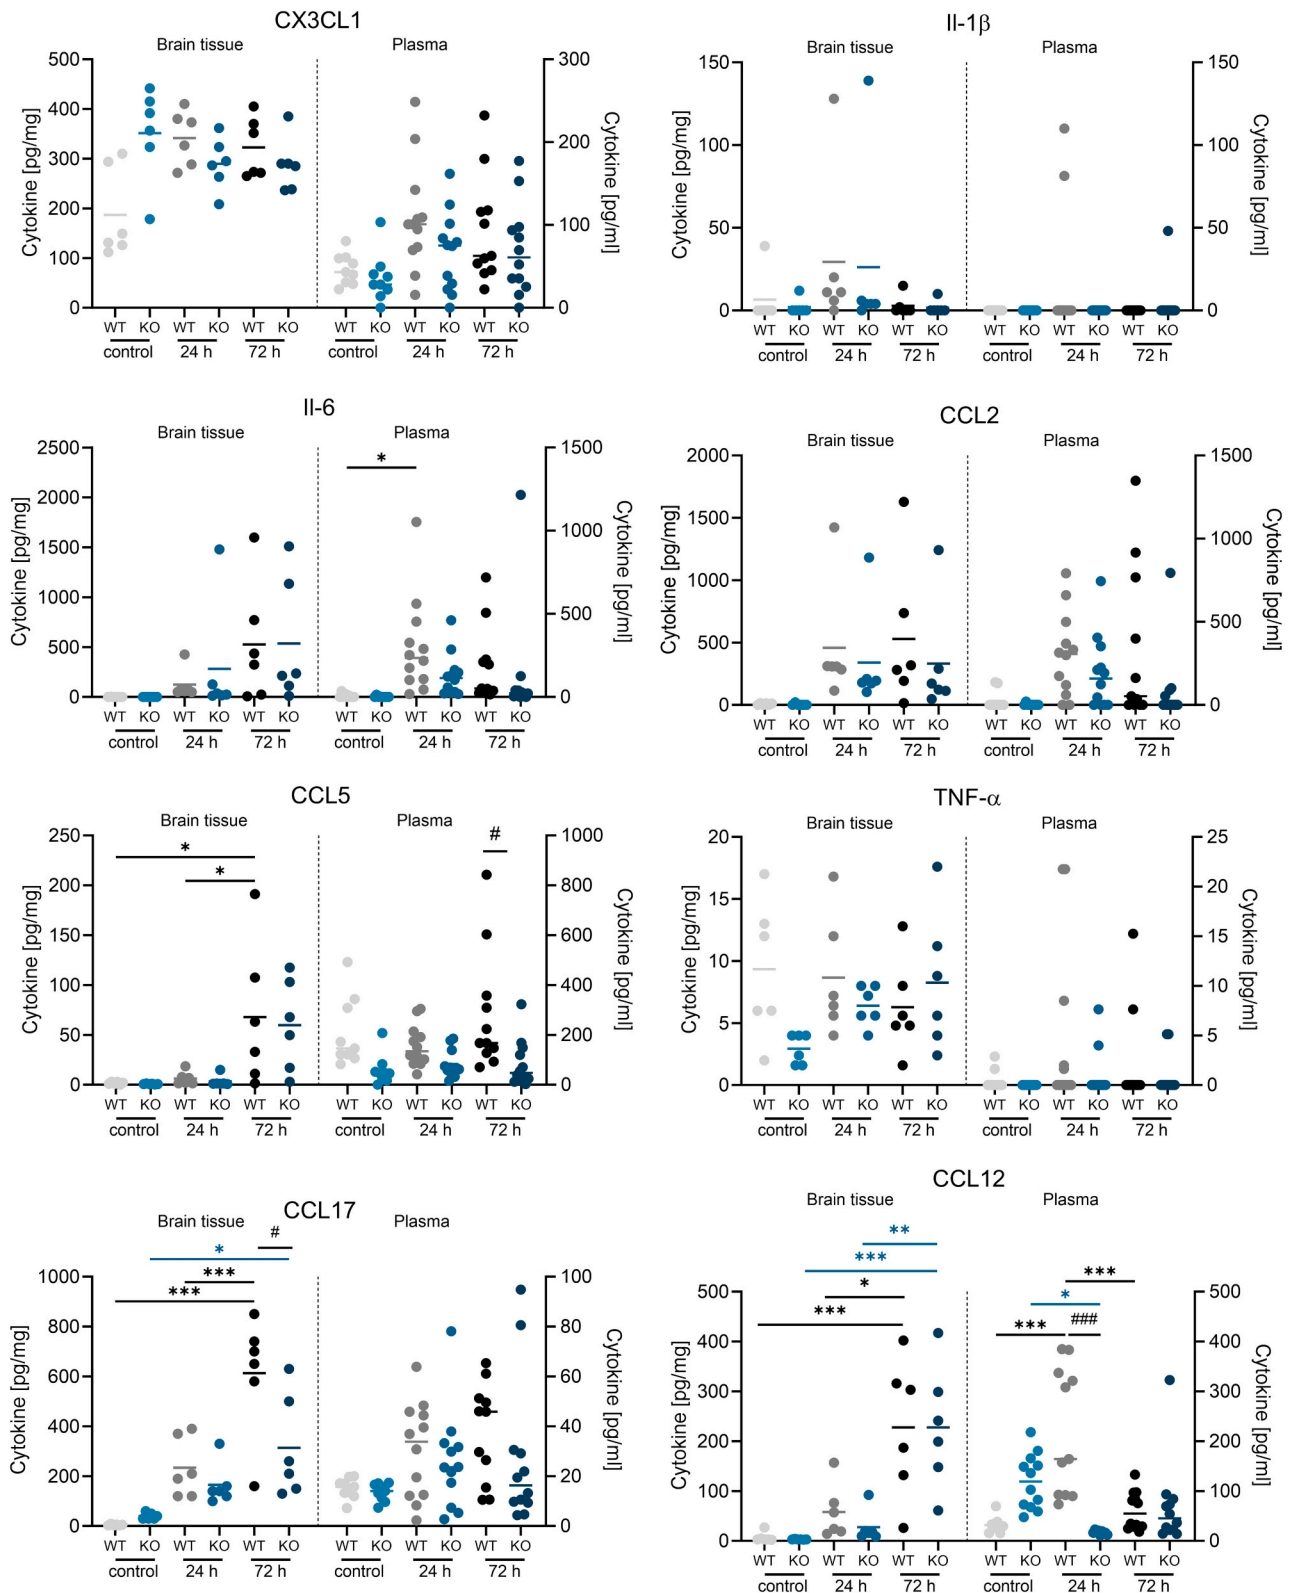 CX3CL1
Brain tissue Plasma
500 400 300 200 100 0
Cytokine [pg/mg]
300 200 100 0
Cytokine [pg/ml]
WT KO WT KO WT KO WT KO WT KO WT KO
control 24 h 72 h control 24 h 72 h
Il-1β
Brain tissue Plasma
150 100 50 0
Cytokine [pg/mg]
150 100 50 0
Cytokine [pg/ml]
WT KO WT KO WT KO WT KO WT KO WT KO
control 24 h 72 h control 24 h 72 h
Il-6
Brain tissue Plasma
2500 2000 1500 1000 500 0
Cytokine [pg/mg]
*
1500 1000 500 0
Cytokine [pg/ml]
WT KO WT KO WT KO WT KO WT KO WT KO
control 24 h 72 h control 24 h 72 h
CCL2
Brain tissue Plasma
2000 1500 1000 500 0
Cytokine [pg/mg]
1500 1000 500 0
Cytokine [pg/ml]
WT KO WT KO WT KO WT KO WT KO WT KO
control 24 h 72 h control 24 h 72 h
CCL5
Brain tissue Plasma
250 200 150 100 50 0
Cytokine [pg/mg]
*
*
#
1000 800 600 400 200 0
Cytokine [pg/ml]
WT KO WT KO WT KO WT KO WT KO WT KO
control 24 h 72 h control 24 h 72 h
TNF-α
Brain tissue Plasma
20 15 10 5 0
Cytokine [pg/mg]
25 20 15 10 5 0
Cytokine [pg/ml]
WT KO WT KO WT KO WT KO WT KO WT KO
control 24 h 72 h control 24 h 72 h
CCL17
Brain tissue Plasma
#
*
***
***
1000 800 600 400 200 0
Cytokine [pg/mg]
100 80 60 40 20 0
Cytokine [pg/ml]
WT KO WT KO WT KO WT KO WT KO WT KO
control 24 h 72 h control 24 h 72 h
CCL12
Brain tissue Plasma
**
***
*
***
***
*
*** ###
500 400 300 200 100 0
Cytokine [pg/mg]
500 400 300 200 100 0
Cytokine [pg/ml]
WT KO WT KO WT KO WT KO WT KO WT KO
control 24 h 72 h control 24 h 72 h